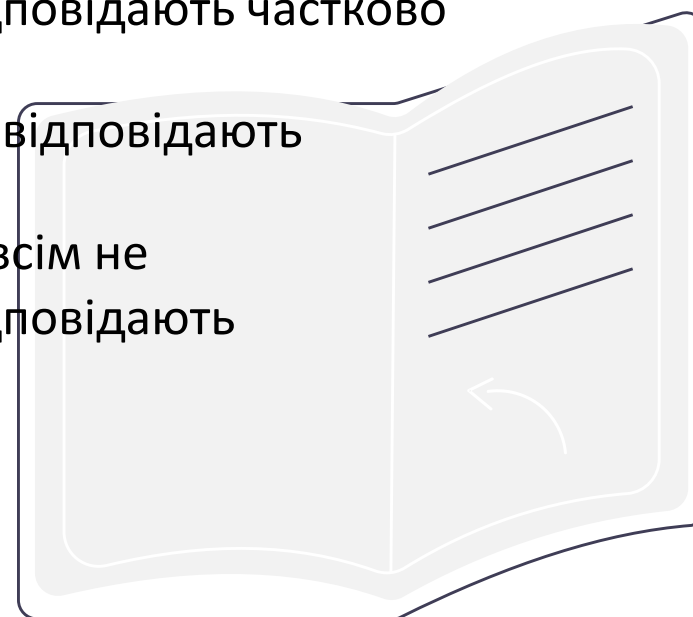 дповідають частково
відповідають
всім не
дповідають